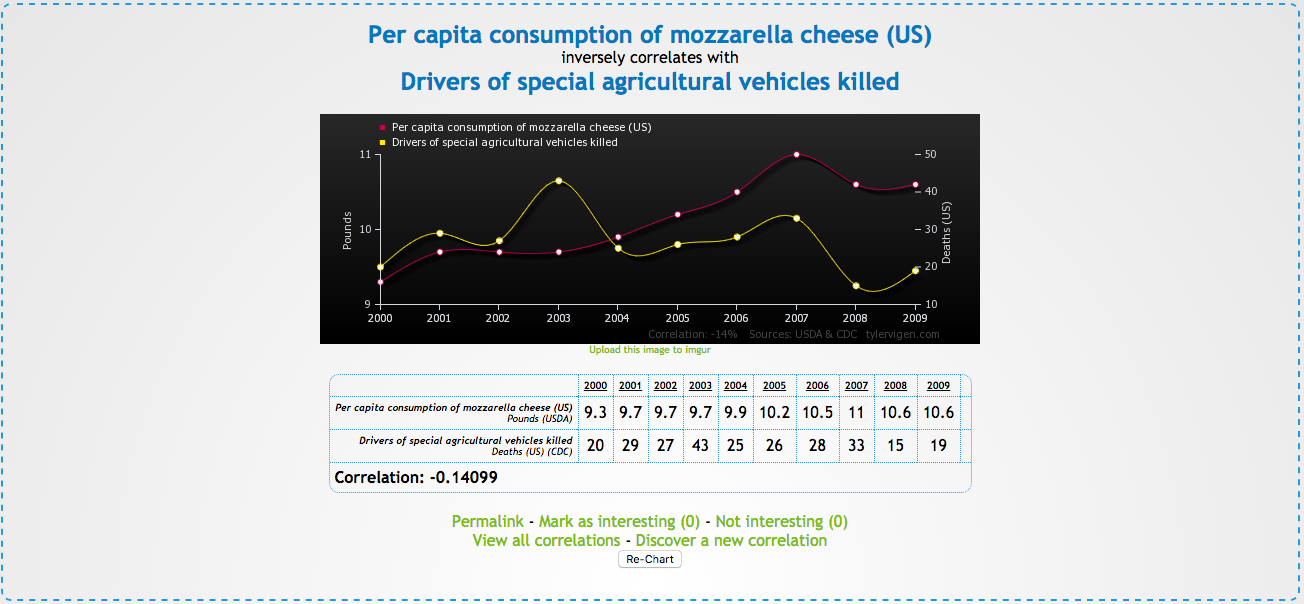 Per capita consumption of mozzarella cheese (US)
inversely correlates with
Drivers of special agricultural vehicles killed
Per capita consumption of mozzarella cheese (US)
Drivers of special agricultural vehicles killed
11
10
9
Pounds
50
40
30
20
10
Deaths (US)
2000 2001 2002 2003 2004 2005 2006 2007 2008 2009
Correlation: -14% Sources: USDA & CDC tylervigen.com
Upload this image to imgur
2000 2001 2002 2003 2004 2005 2006 2007 2008 2009
Per capita consumption of mozzarella cheese (US)
Pounds (USDA)
9.3 9.7 9.7 9.7 9.9 10.2 10.5 11 10.6 10.6
Drivers of special agricultural vehicles killed
Deaths (US) (CDC)
20 29 27 43 25 26 28 33 15 19
Correlation: -0.14099
Permalink - Mark as interesting (0) - Not interesting (0)
View all correlations - Discover a new correlation
Re-Chart